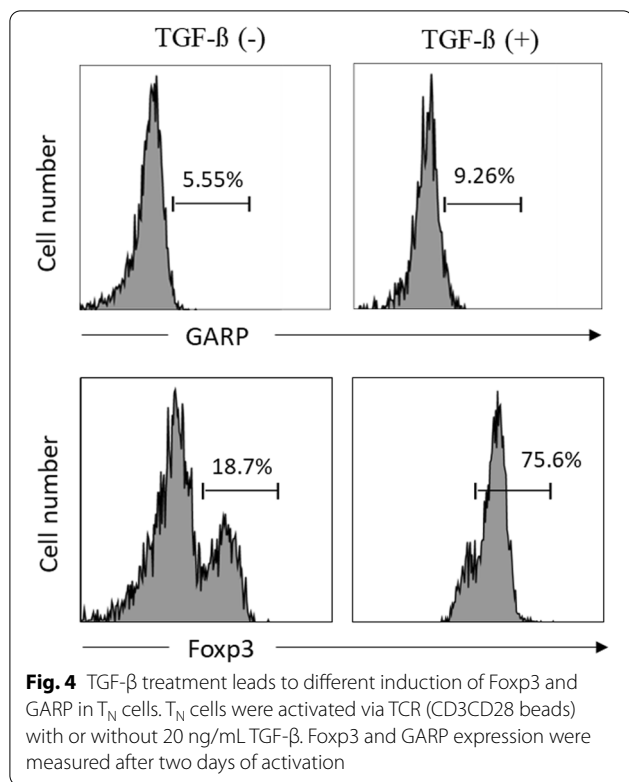 TGF-ß (-)
TGF-ß (+)
Cell number
5.55%
9.26%
GARP
Cell number
18.7%
75.6%
Foxp3
Fig. 4 TGF-β treatment leads to different induction of Foxp3 and
GARP in TN cells. TN cells were activated via TCR (CD3CD28 beads)
with or without 20 ng/mL TGF-β. Foxp3 and GARP expression were
measured after two days of activation